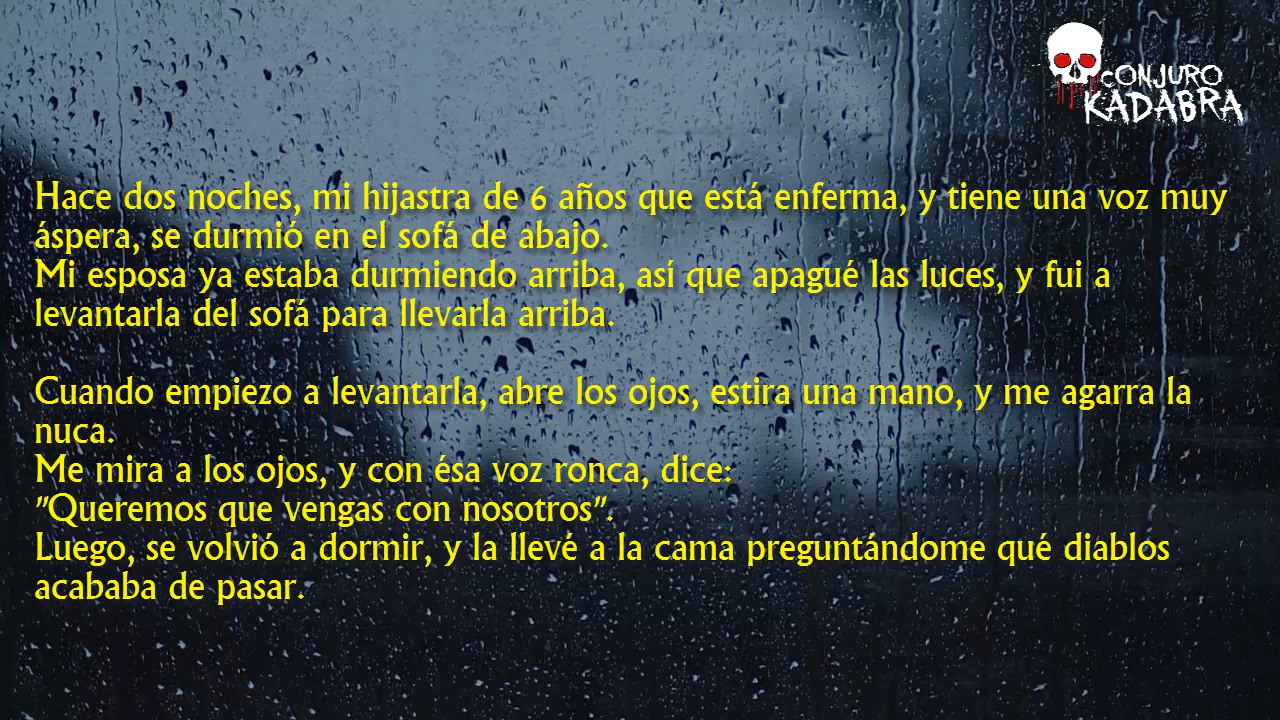 CONJURO
KADABRA
Hace dos noches, mi hijastra de 6 años que está enferma, y tiene una voz muy
áspera, se durmió en el sofá de abajo.
Mi esposa ya estaba durmiendo arriba, así que apagué las luces, y fui a
levantarla del sofá para llevarla arriba.
Cuando empiezo a levantarla, abre los ojos, estira una mano, y me agarra la
nuca.
Me mira a los ojos, y con ésa voz ronca, dice:
"Queremos que vengas con nosotros".
Luego, se volvió a dormir, y la llevé a la cama preguntándome qué diablos
acababa de pasar.